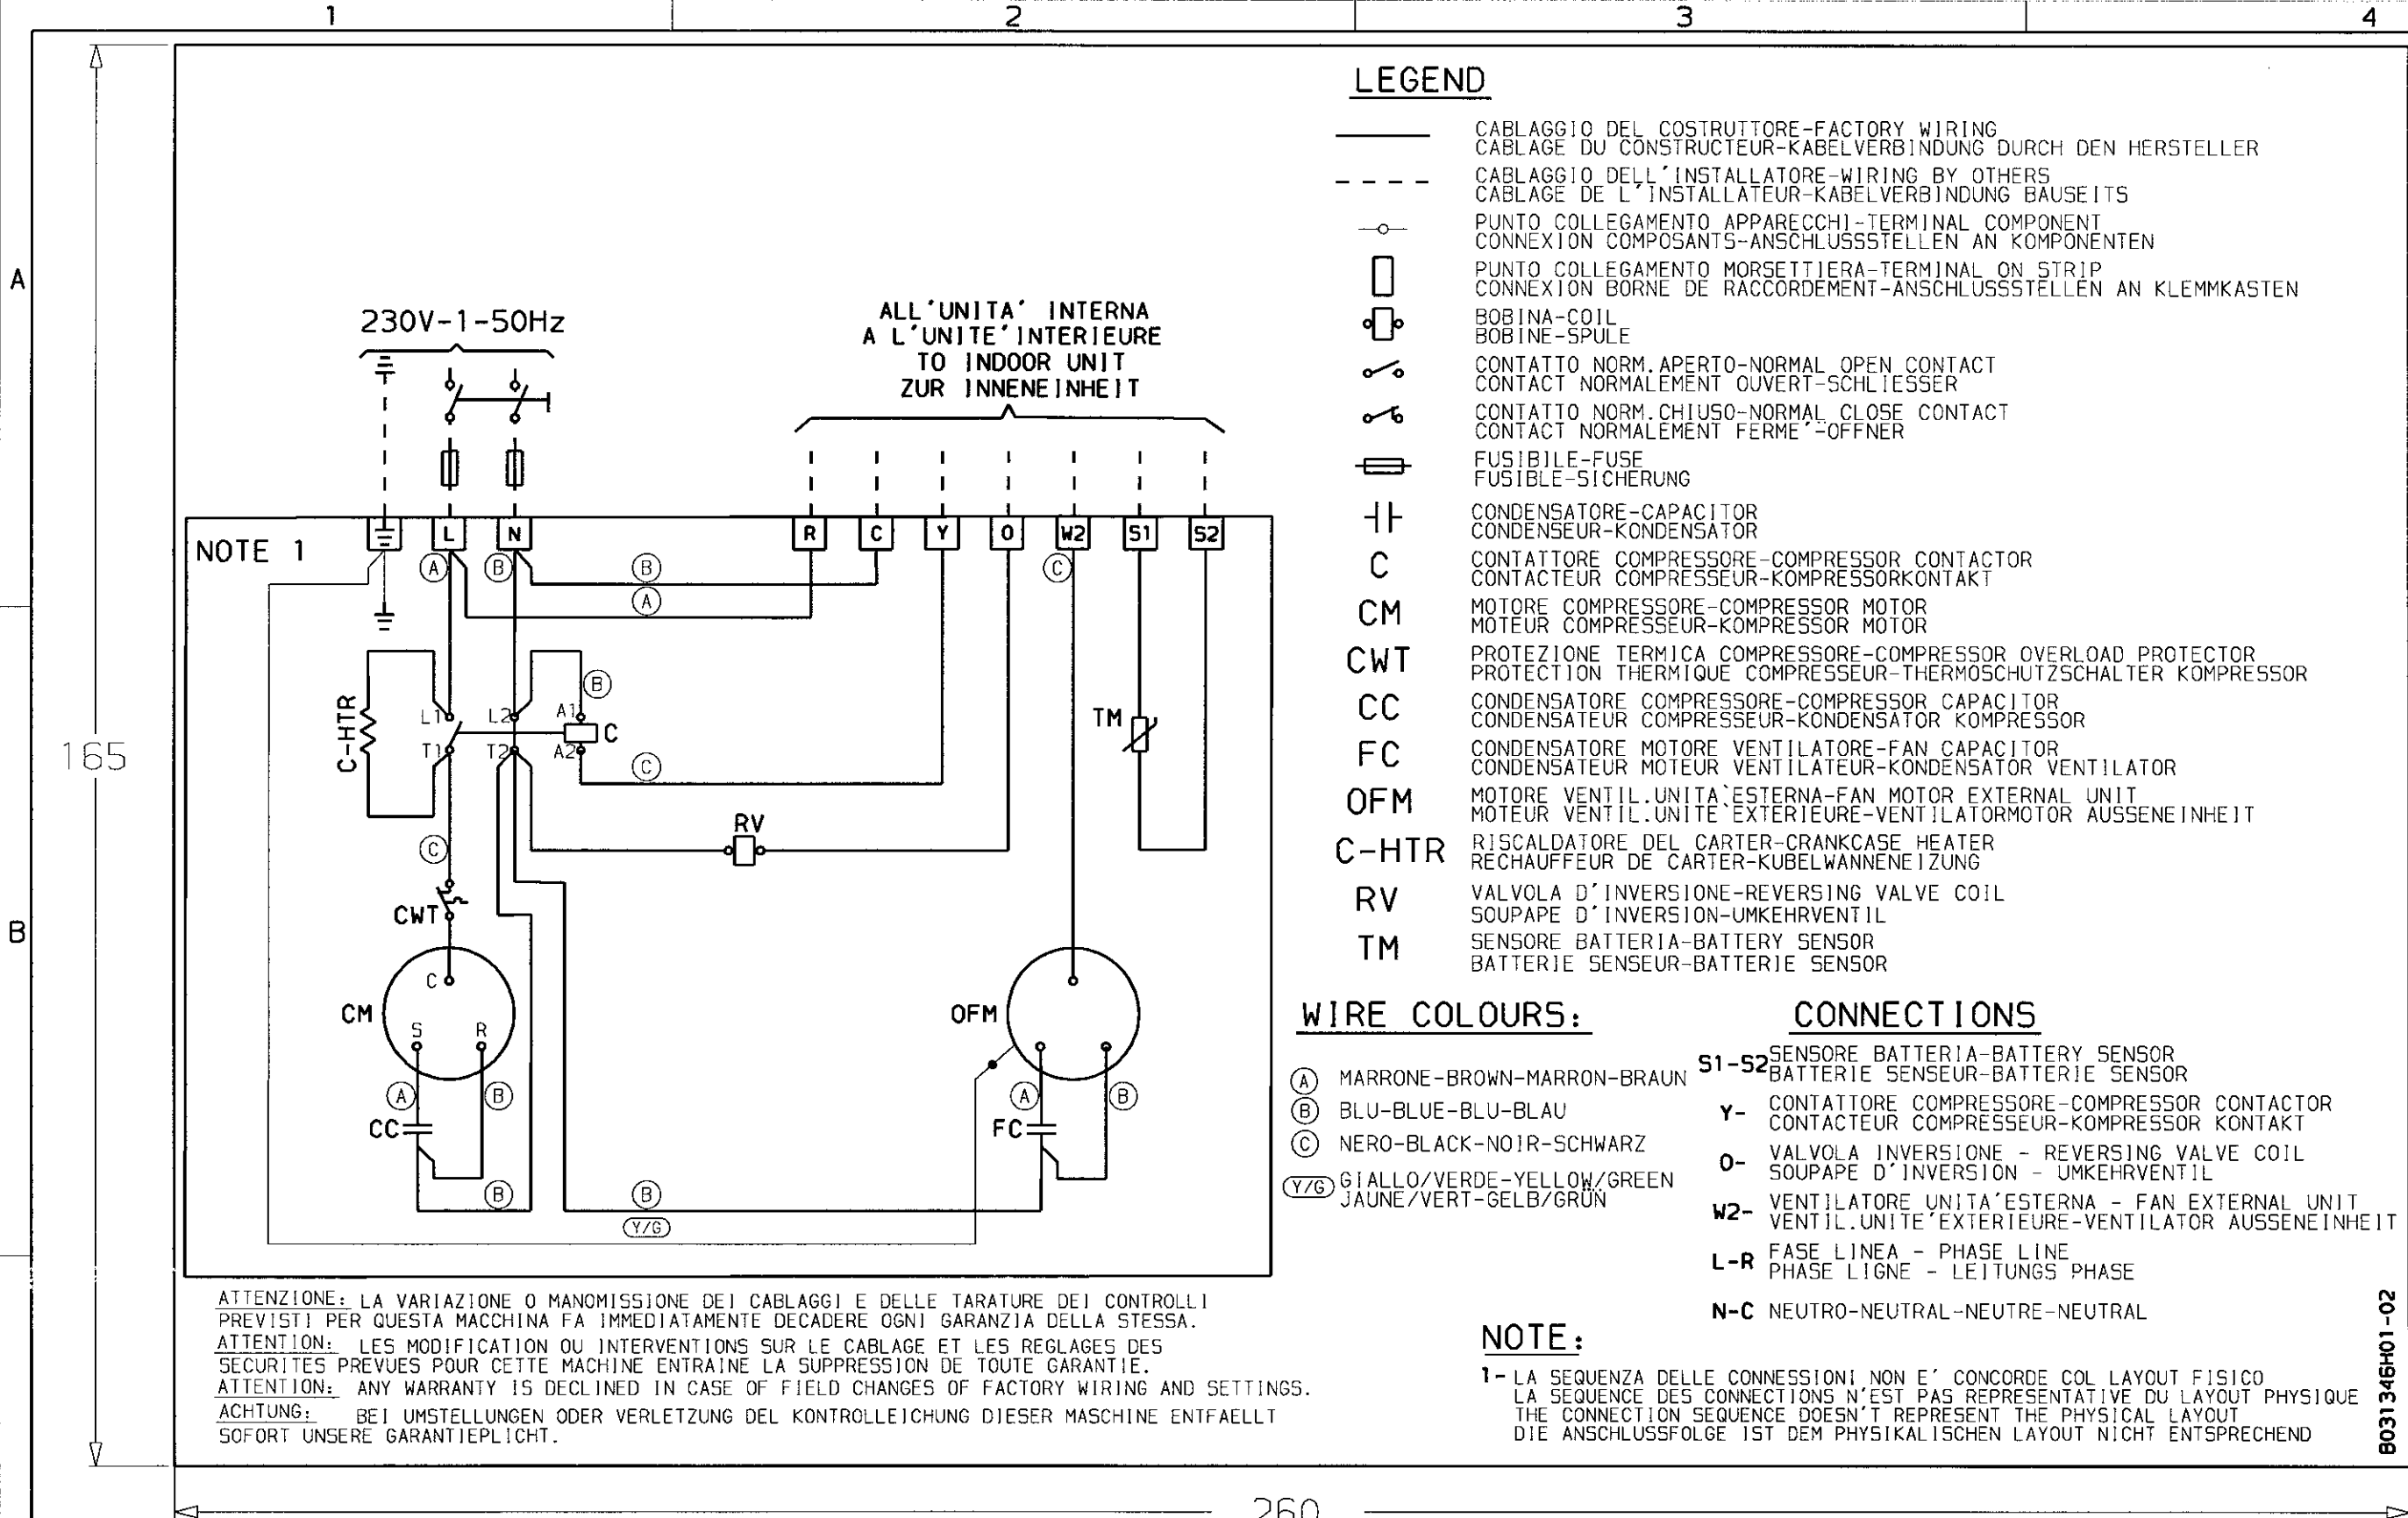 1
2
3
4
A
B
165
260
230V-1-50Hz
ALL'UNITA' INTERNA
A L'UNITE'INTERIEURE
TO INDOOR UNIT
ZUR INNENEINHEIT
NOTE 1
L
N
R
C
Y
O
W2
S1
S2
A
B
B
A
C
C-HTR
L1
L2
A1
B
C
T1
T2
A2
C
TM
RV
C
CWT
C
CM
S
R
OFM
A
B
A
B
CC
FC
B
B
Y/G
ATTENZIONE: LA VARIAZIONE O MANOMISSIONE DEI CABLAGGI E DELLE TARATURE DEI CONTROLLI
PREVISTI PER QUESTA MACCHINA FA IMMEDIATAMENTE DECADERE OGNI GARANZIA DELLA STESSA.
ATTENTION: LES MODIFICATION OU INTERVENTIONS SUR LE CABLAGE ET LES REGLAGES DES
SECURITES PREVUES POUR CETTE MACHINE ENTRAINE LA SUPPRESSION DE TOUTE GARANTIE.
ATTENTION: ANY WARRANTY IS DECLINED IN CASE OF FIELD CHANGES OF FACTORY WIRING AND SETTINGS.
ACHTUNG: BEI UMSTELLUNGEN ODER VERLETZUNG DEL KONTROLLEICHUNG DIESER MASCHINE ENTFAELLT
SOFORT UNSERE GARANTIEPLICHT.
LEGEND
CABLAGGIO DEL COSTRUTTORE-FACTORY WIRING
CABLAGE DU CONSTRUCTEUR-KABELVERBINDUNG DURCH DEN HERSTELLER
CABLAGGIO DELL'INSTALLATORE-WIRING BY OTHERS
CABLAGE DE L'INSTALLATEUR-KABELVERBINDUNG BAUSEITS
PUNTO COLLEGAMENTO APPARECCHI-TERMINAL COMPONENT
CONNEXION COMPOSANTS-ANSCHLUSSSTELLEN AN KOMPONENTEN
PUNTO COLLEGAMENTO MORSETTIERA-TERMINAL ON STRIP
CONNEXION BORNE DE RACCORDEMENT-ANSCHLUSSSTELLEN AN KLEMMKASTEN
BOBINA-COIL
BOBINE-SPULE
CONTATTO NORM.APERTO-NORMAL OPEN CONTACT
CONTACT NORMALEMENT OUVERT-SCHLIESSER
CONTATTO NORM.CHIUSO-NORMAL CLOSE CONTACT
CONTACT NORMALEMENT FERME'-ÖFFNER
FUSIBILE-FUSE
FUSIBLE-SICHERUNG
CONDENSATORE-CAPACITOR
CONDENSEUR-KONDENSATOR
C CONTATTORE COMPRESSORE-COMPRESSOR CONTACTOR
CONTACTEUR COMPRESSEUR-KOMPRESSORKONTAKT
CM MOTORE COMPRESSORE-COMPRESSOR MOTOR
MOTEUR COMPRESSEUR-KOMPRESSOR MOTOR
CWT PROTEZIONE TERMICA COMPRESSORE-COMPRESSOR OVERLOAD PROTECTOR
PROTECTION THERMIQUE COMPRESSEUR-THERMOSCHUTZSCHALTER KOMPRESSOR
CC CONDENSATORE COMPRESSORE-COMPRESSOR CAPACITOR
CONDENSATEUR COMPRESSEUR-KONDENSATOR KOMPRESSOR
FC CONDENSATORE MOTORE VENTILATORE-FAN CAPACITOR
CONDENSATEUR MOTEUR VENTILATEUR-KONDENSATOR VENTILATOR
OFM MOTORE VENTIL.UNITA'ESTERNA-FAN MOTOR EXTERNAL UNIT
MOTEUR VENTIL.UNITE'EXTERIEURE-VENTILATORMOTOR AUSSENEINHEIT
C-HTR RISCALDATORE DEL CARTER-CRANKCASE HEATER
RECHAUFFEUR DE CARTER-KUBELWANNENEIZUNG
RV VALVOLA D'INVERSIONE-REVERSING VALVE COIL
SOUPAPE D'INVERSION-UMKEHRVENTIL
TM SENSORE BATTERIA-BATTERY SENSOR
BATTERIE SENSEUR-BATTERIE SENSOR
WIRE COLOURS:
A MARRONE-BROWN-MARRON-BRAUN
B BLU-BLUE-BLU-BLAU
C NERO-BLACK-NOIR-SCHWARZ
Y/G GIALLO/VERDE-YELLOW/GREEN
JAUNE/VERT-GELB/GRÜN
CONNECTIONS
S1-S2 SENSORE BATTERIA-BATTERY SENSOR
BATTERIE SENSEUR-BATTERIE SENSOR
Y- CONTATTORE COMPRESSORE-COMPRESSOR CONTACTOR
CONTACTEUR COMPRESSEUR-KOMPRESSOR KONTAKT
O- VALVOLA INVERSIONE - REVERSING VALVE COIL
SOUPAPE D'INVERSION - UMKEHRVENTIL
W2- VENTILATORE UNITA'ESTERNA - FAN EXTERNAL UNIT
VENTIL.UNITE'EXTERIEURE-VENTILATOR AUSSENEINHEIT
L-R FASE LINEA - PHASE LINE
PHASE LIGNE - LEITUNGS PHASE
N-C NEUTRO-NEUTRAL-NEUTRE-NEUTRAL
NOTE:
1- LA SEQUENZA DELLE CONNESSIONI NON E' CONCORDE COL LAYOUT FISICO
LA SEQUENCE DES CONNECTIONS N'EST PAS REPRESENTATIVE DU LAYOUT PHYSIQUE
THE CONNECTION SEQUENCE DOESN'T REPRESENT THE PHYSICAL LAYOUT
DIE ANSCHLUSSFOLGE IST DEM PHYSIKALISCHEN LAYOUT NICHT ENTSPRECHEND
B031346H01-02